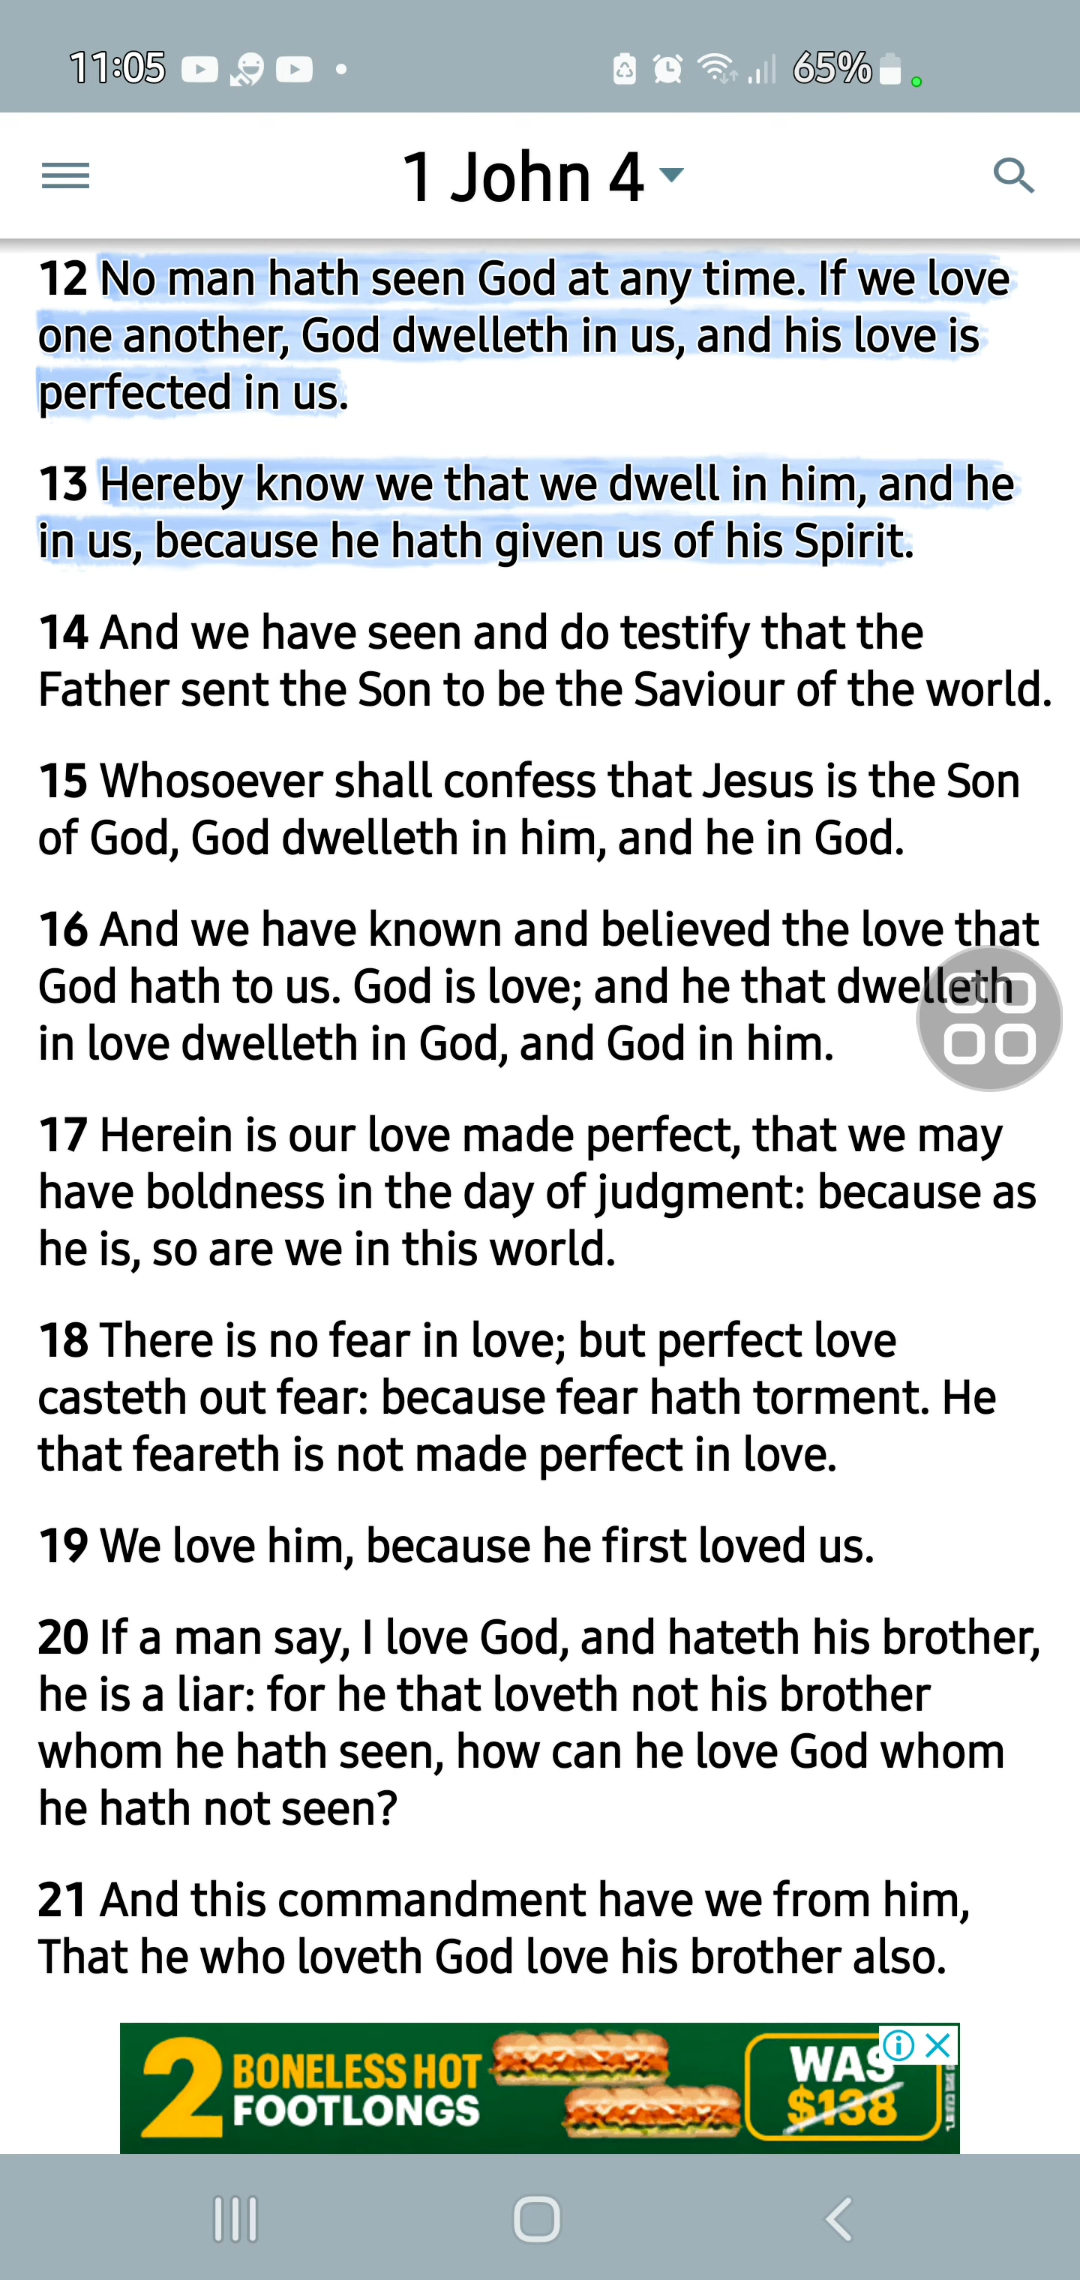 11:05
65%
1 John 4
12 No man hath seen God at any time. If we love
one another, God dwelleth in us, and his love is
perfected in us.
13 Hereby know we that we dwell in him, and he
in us, because he hath given us of his Spirit.
14 And we have seen and do testify that the
Father sent the Son to be the Saviour of the world.
15 Whosoever shall confess that Jesus is the Son
of God, God dwelleth in him, and he in God.
16 And we have known and believed the love that
God hath to us. God is love; and he that dwelleth
in love dwelleth in God, and God in him.
17 Herein is our love made perfect, that we may
have boldness in the day of judgment: because as
he is, so are we in this world.
18 There is no fear in love; but perfect love
casteth out fear: because fear hath torment. He
that feareth is not made perfect in love.
19 We love him, because he first loved us.
20 If a man say, I love God, and hateth his brother,
he is a liar: for he that loveth not his brother
whom he hath seen, how can he love God whom
he hath not seen?
21 And this commandment have we from him,
That he who loveth God love his brother also.
2 BONELESS HOT
FOOTLONGS
WAS
$138